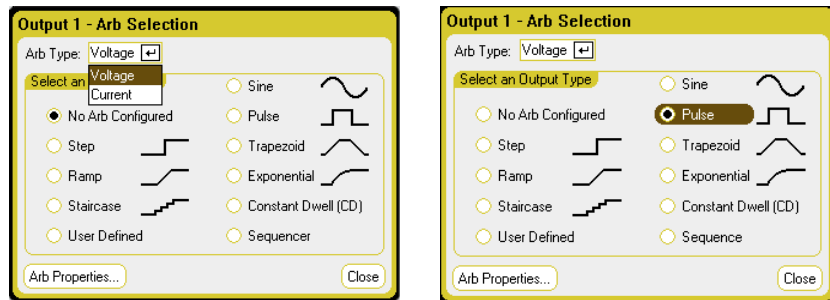 Output 1 - Arb Selection
Arb Type: Voltage
Voltage
Current
Select an
No Arb Configured
Step
Ramp
Staircase
User Defined
Sine
Pulse
Trapezoid
Exponential
Constant Dwell (CD)
Sequencer
Arb Properties...
Close
Output 1 - Arb Selection
Arb Type: Voltage
Select an Output Type
No Arb Configured
Step
Ramp
Staircase
User Defined
Sine
Pulse
Trapezoid
Exponential
Constant Dwell (CD)
Sequence
Arb Properties...
Close